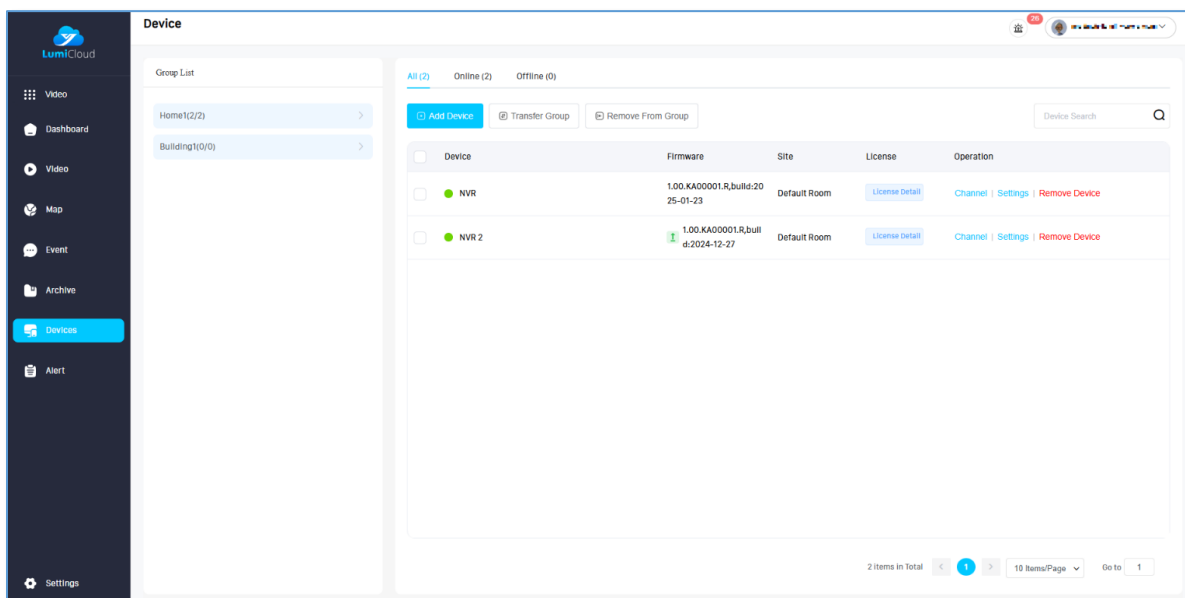 Device
26
LumiCloud
Video
Dashboard
Video
Map
Event
Archive
Devices
Alert
Settings
Group List
Home1(2/2)
Building1(0/0)
All (2) Online (2) Offline (0)
Add Device Transfer Group Remove From Group Device Search
Device Firmware Site License Operation
NVR 1.00.KA00001.R,build:20 Default Room License Detail Channel | Settings | Remove Device
25-01-23
NVR 2 1.00.KA00001.R,buil Default Room License Detail Channel | Settings | Remove Device
d:2024-12-27
2 items in Total < 1 > 10 Items/Page Go to 1